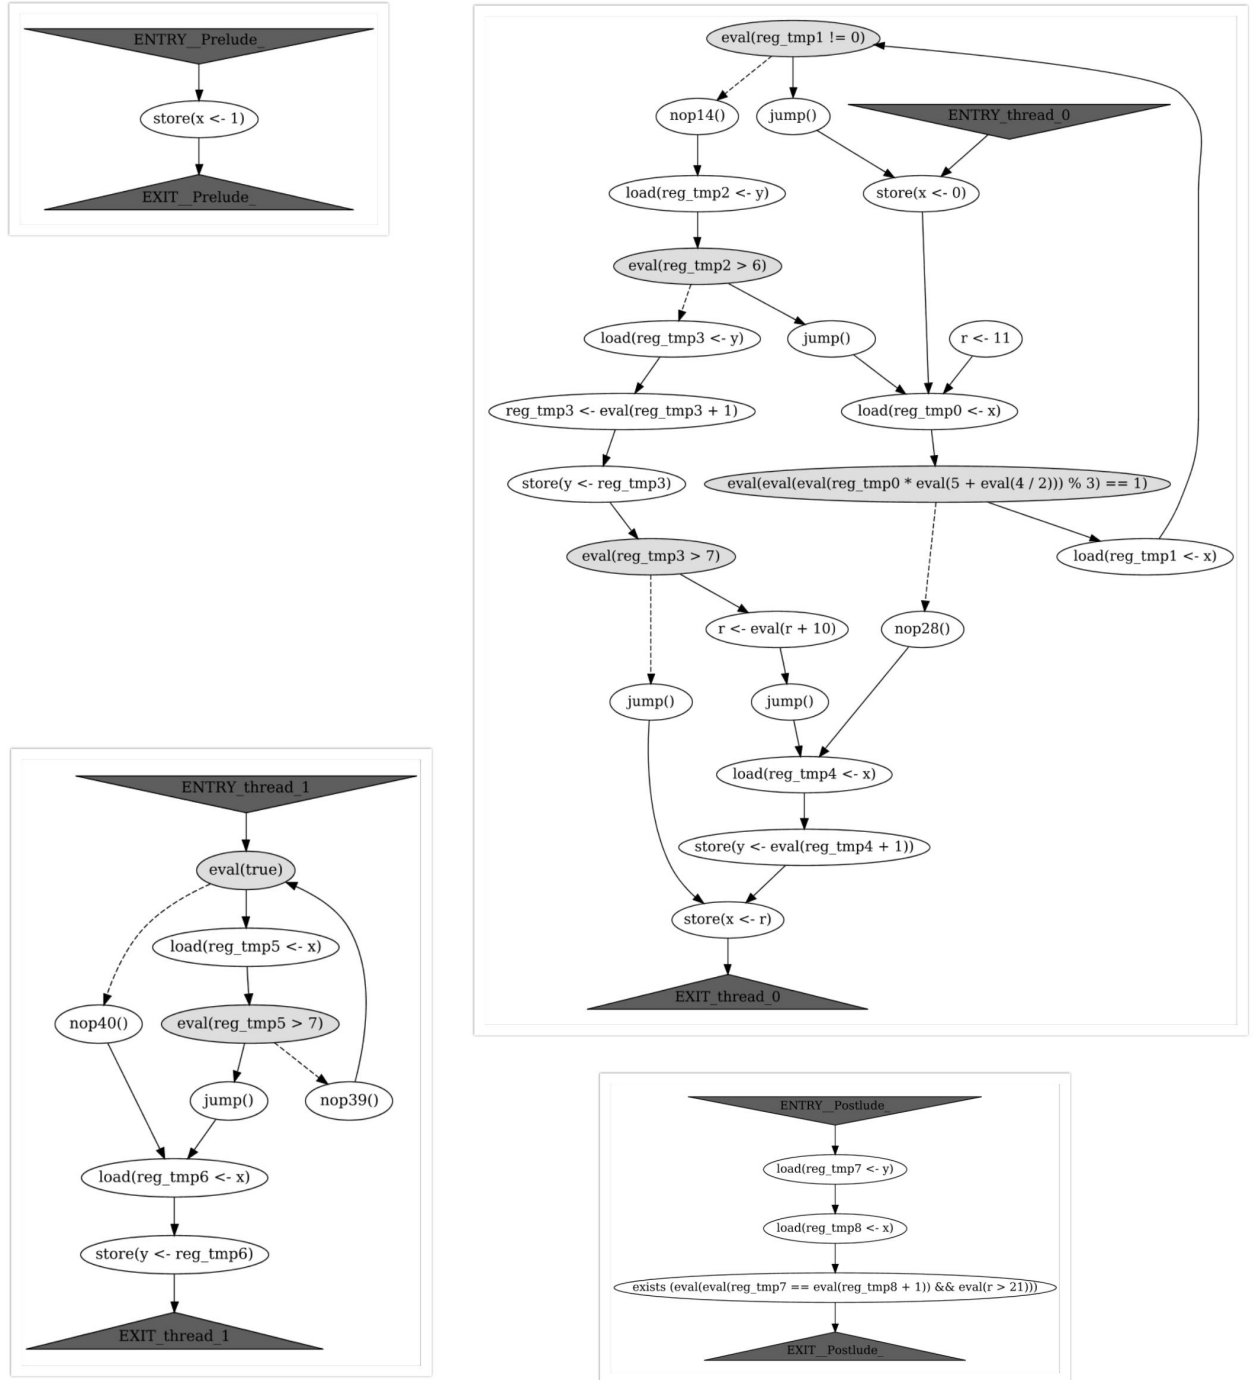 ENTRY__Prelude_
store(x <- 1)
EXIT__Prelude_
eval(reg_tmp1 != 0)
nop14()
jump()
ENTRY_thread_0
load(reg_tmp2 <- y)
store(x <- 0)
eval(reg_tmp2 > 6)
load(reg_tmp3 <- y)
jump()
r <- 11
reg_tmp3 <- eval(reg_tmp3 + 1)
load(reg_tmp0 <- x)
store(y <- reg_tmp3)
eval(eval(eval(reg_tmp0 * eval(5 + eval(4 / 2))) % 3) == 1)
eval(reg_tmp3 > 7)
load(reg_tmp1 <- x)
r <- eval(r + 10)
nop28()
jump()
jump()
load(reg_tmp4 <- x)
store(y <- eval(reg_tmp4 + 1))
store(x <- r)
EXIT_thread_0
ENTRY_thread_1
eval(true)
load(reg_tmp5 <- x)
nop40()
eval(reg_tmp5 > 7)
jump()
nop39()
load(reg_tmp6 <- x)
store(y <- reg_tmp6)
EXIT_thread_1
ENTRY__Postlude_
load(reg_tmp7 <- y)
load(reg_tmp8 <- x)
exists (eval(eval(reg_tmp7 == eval(reg_tmp8 + 1)) && eval(r > 21)))
EXIT__Postlude_